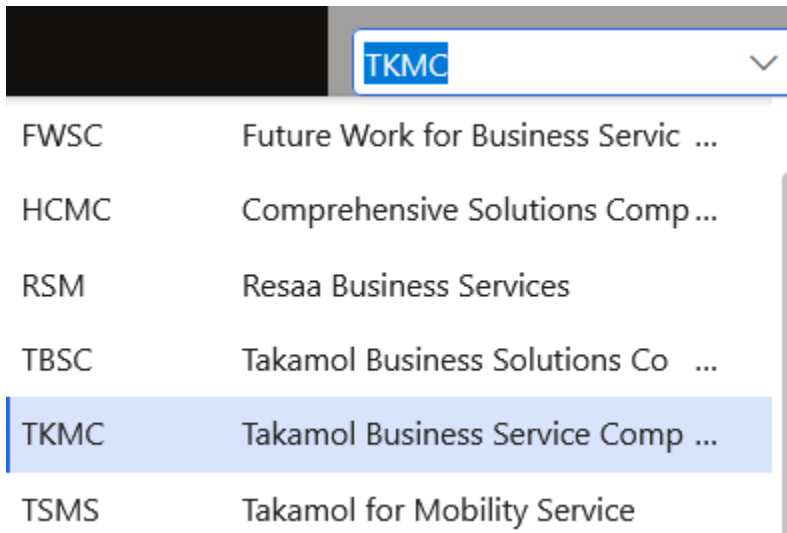 TKMC
FWSC Future Work for Business Servic ...
HCMC Comprehensive Solutions Comp ...
RSM Resaa Business Services
TBSC Takamol Business Solutions Co ...
TKMC Takamol Business Service Comp ...
TSMS Takamol for Mobility Service